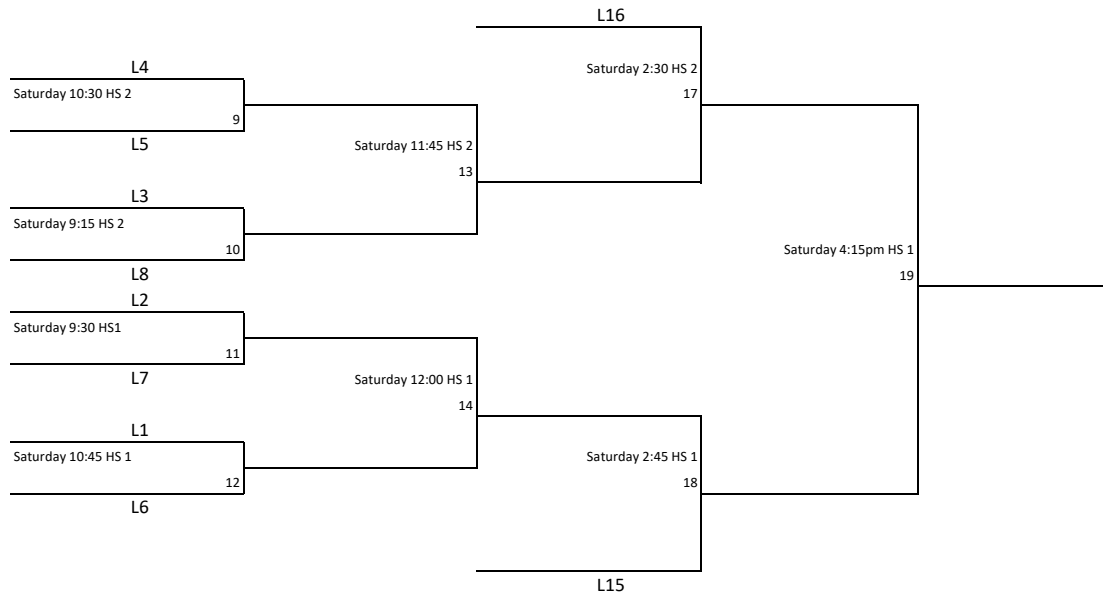 L16
L4
Saturday 2:30 HS 2
Saturday 10:30 HS 2
17
9
L5
Saturday 11:45 HS 2
13
L3
Saturday 9:15 HS 2
10
Saturday 4:15pm HS 1
19
L8
L2
Saturday 9:30 HS1
11
L7
Saturday 12:00 HS 1
14
L1
Saturday 10:45 HS 1
Saturday 2:45 HS 1
12
18
L6
L15